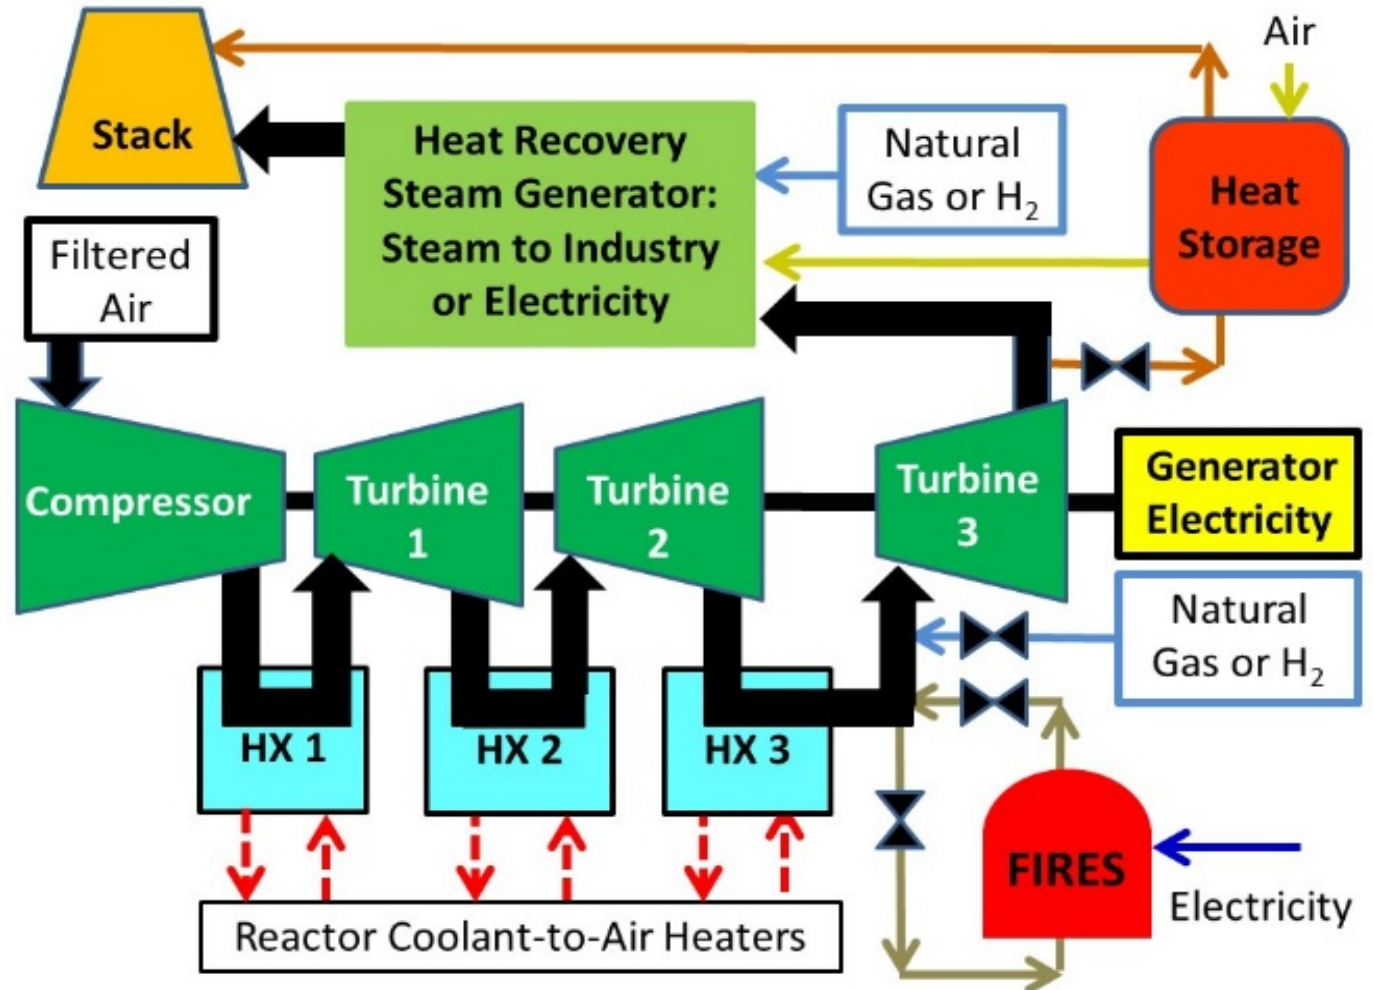 Air
Stack
Heat Recovery
Steam Generator:
Steam to Industry
or Electricity
Natural
Gas or H₂
Heat
Storage
Filtered
Air
Compressor
Turbine
1
Turbine
2
Turbine
3
Generator
Electricity
Natural
Gas or H₂
HX 1
HX 2
HX 3
FIRES
Electricity
Reactor Coolant-to-Air Heaters